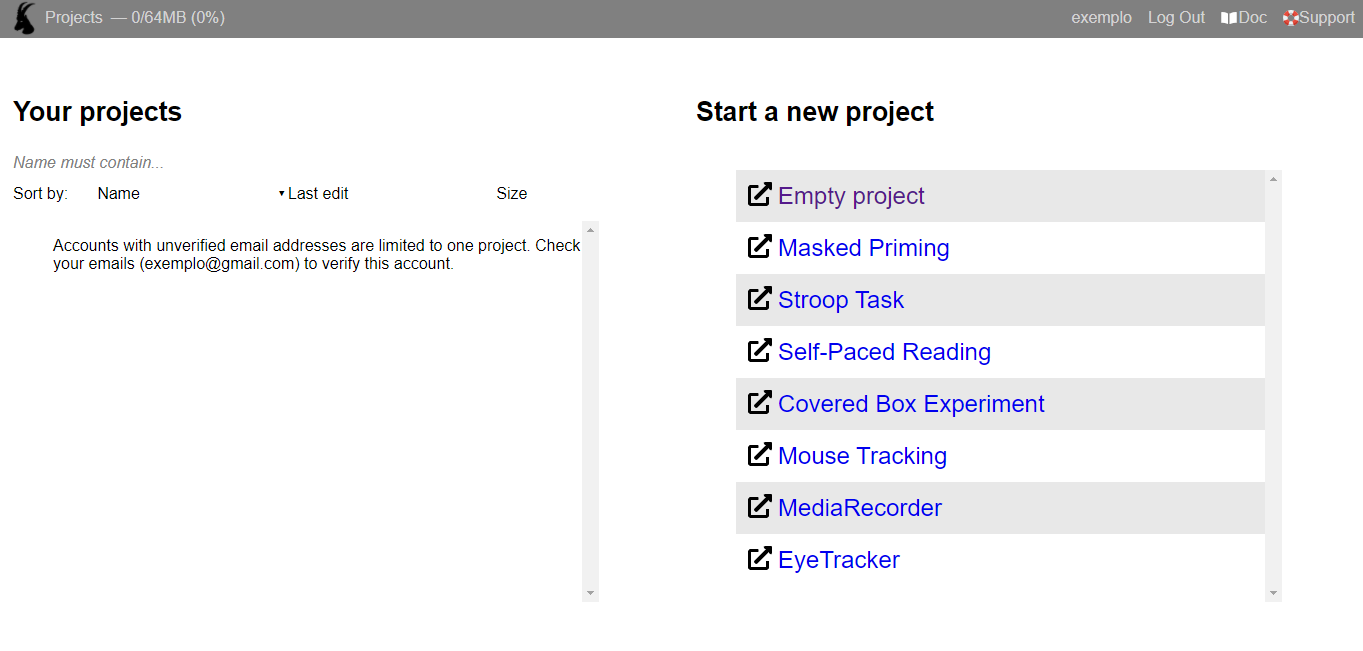 Projects — 0/64MB (0%)
exemplo Log Out Doc Support
Your projects
Name must contain...
Sort by: Name ▾ Last edit Size
Accounts with unverified email addresses are limited to one project. Check
your emails (exemplo@gmail.com) to verify this account.
Start a new project
Empty project
Masked Priming
Stroop Task
Self-Paced Reading
Covered Box Experiment
Mouse Tracking
MediaRecorder
EyeTracker